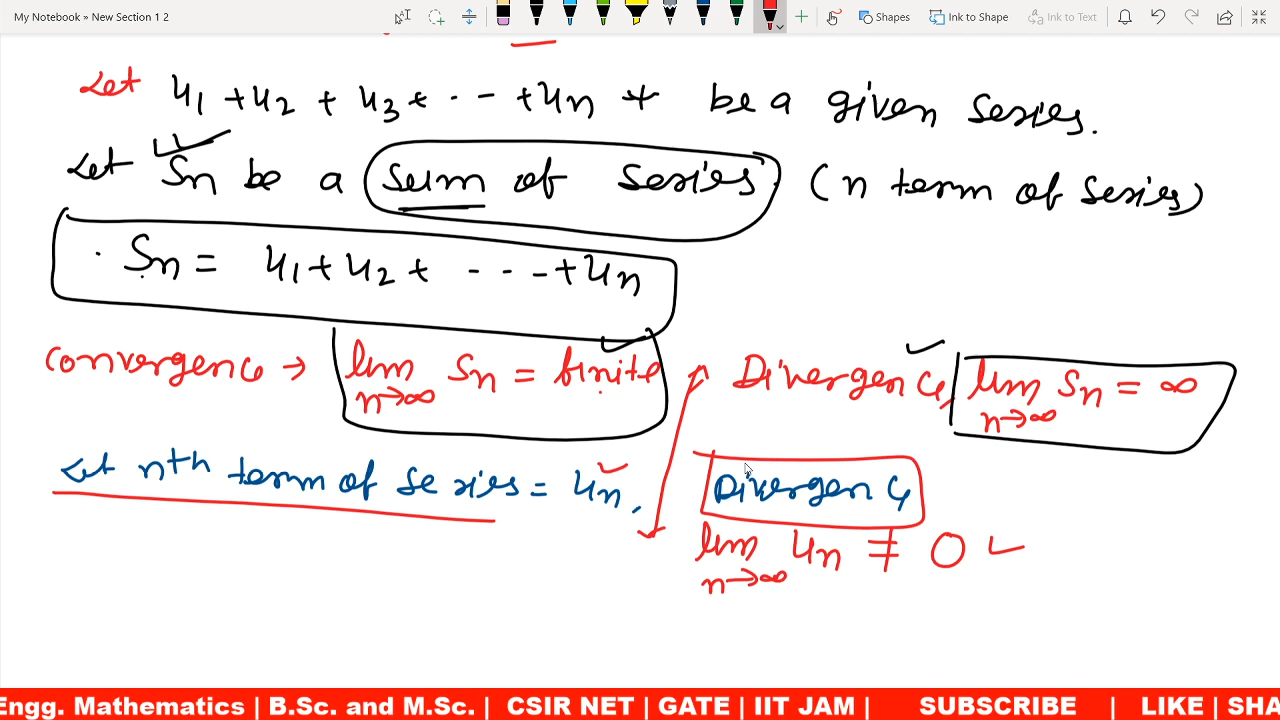 My Notebook » New Section 1 2
Shapes
Ink to Shape
Ink to Text
Let u1 + u2 + u3 + . - - + un + be a given series.
Let Sn be a sum of series (n term of series)
. Sn = u1 + u2 + - - - - + un
Convergence → lim n→∞ Sn = finite
Divergence, lim n→∞ Sn = ∞
Let nth term of series = un,
Divergence
lim n→∞ un ≠ 0
Engg. Mathematics | B.Sc. and M.Sc. | CSIR NET | GATE | IIT JAM | SUBSCRIBE | LIKE | SHA